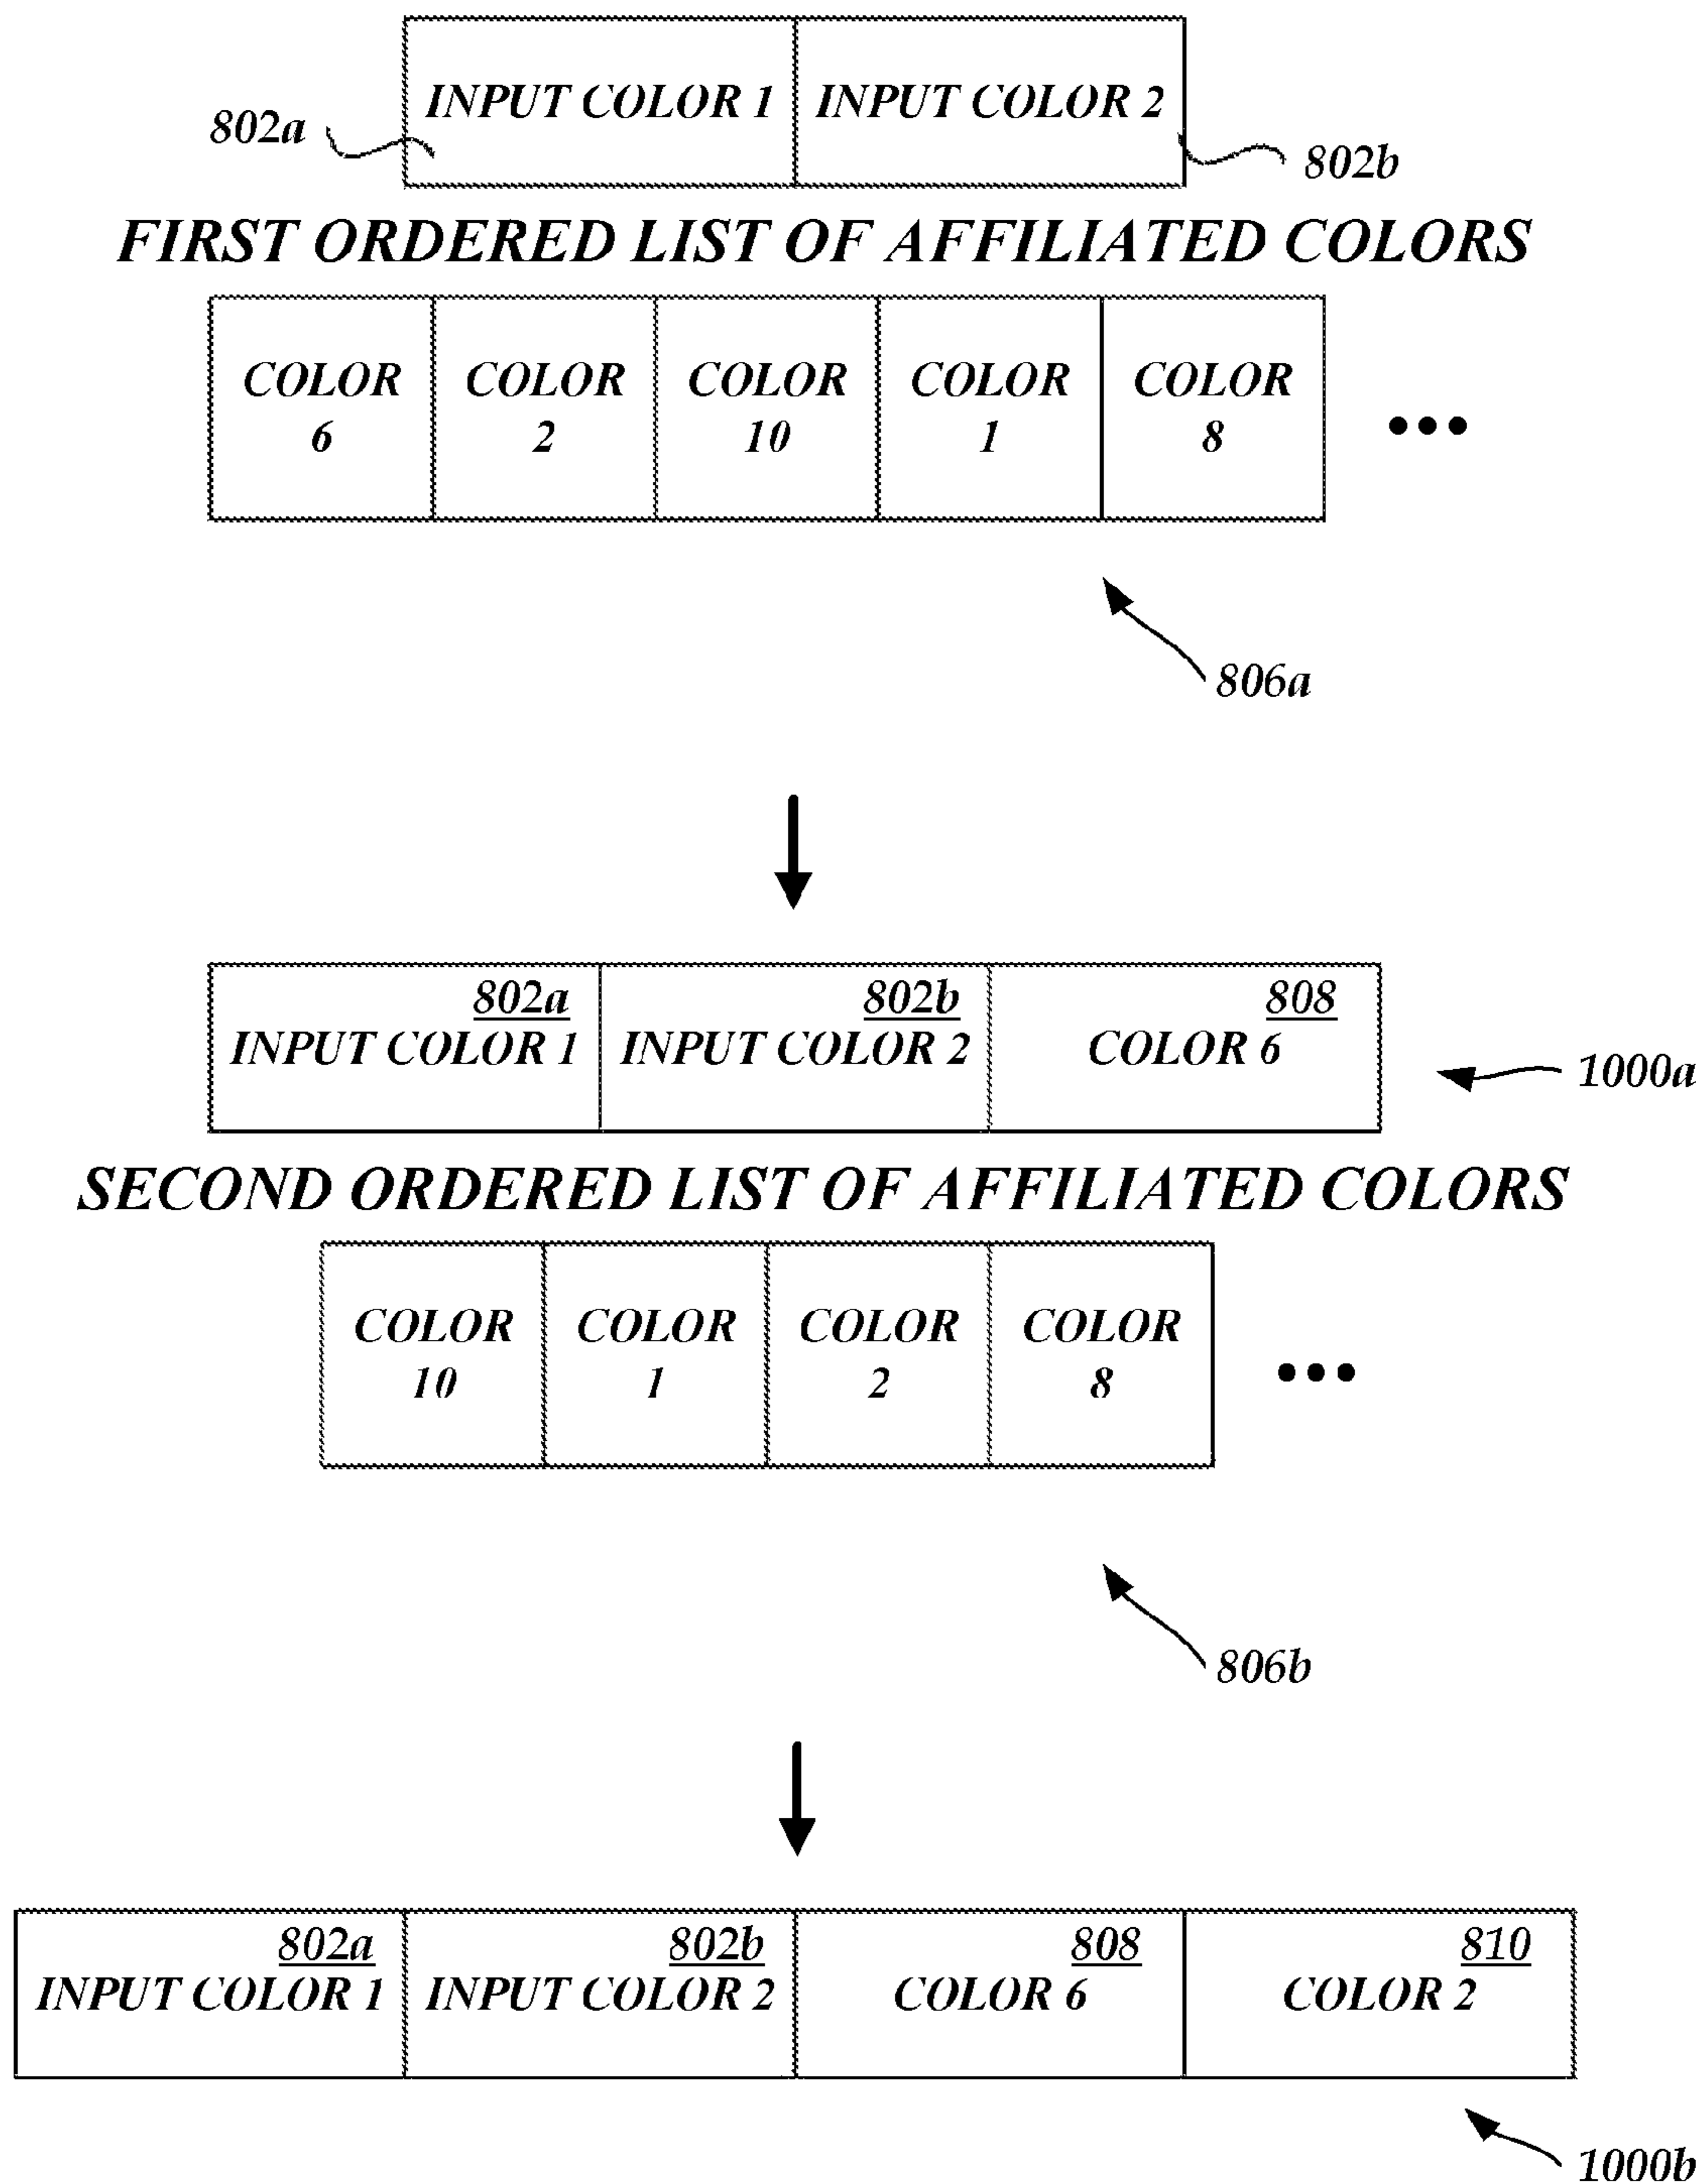 INPUT COLOR 1 INPUT COLOR 2
802a
802b
FIRST ORDERED LIST OF AFFILIATED COLORS
COLOR COLOR COLOR COLOR COLOR
6 2 10 1 8 •••
806a
802a 802b 808
INPUT COLOR 1 INPUT COLOR 2 COLOR 6
1000a
SECOND ORDERED LIST OF AFFILIATED COLORS
COLOR COLOR COLOR COLOR
10 1 2 8 •••
806b
802a 802b 808 810
INPUT COLOR 1 INPUT COLOR 2 COLOR 6 COLOR 2
1000b